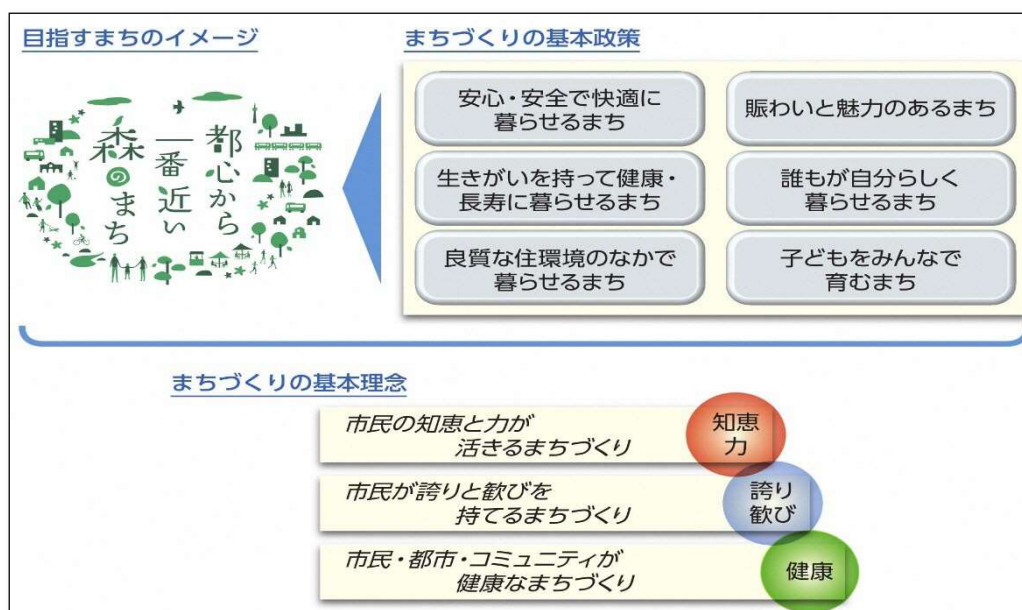 目指すまちのイメージ
都心から
一番近い
森のまち
まちづくりの基本政策
安心・安全で快適に
暮らせるまち
賑わいと魅力のあるまち
生きがいを持って健康・
長寿に暮らせるまち
誰もが自分らしく
暮らせるまち
良質な住環境のなかで
暮らせるまち
子どもをみんなで
育むまち
まちづくりの基本理念
市民の知恵と力が
活きるまちづくり
知恵
力
市民が誇りと歓びを
持てるまちづくり
誇り
歓び
市民・都市・コミュニティが
健康なまちづくり
健康